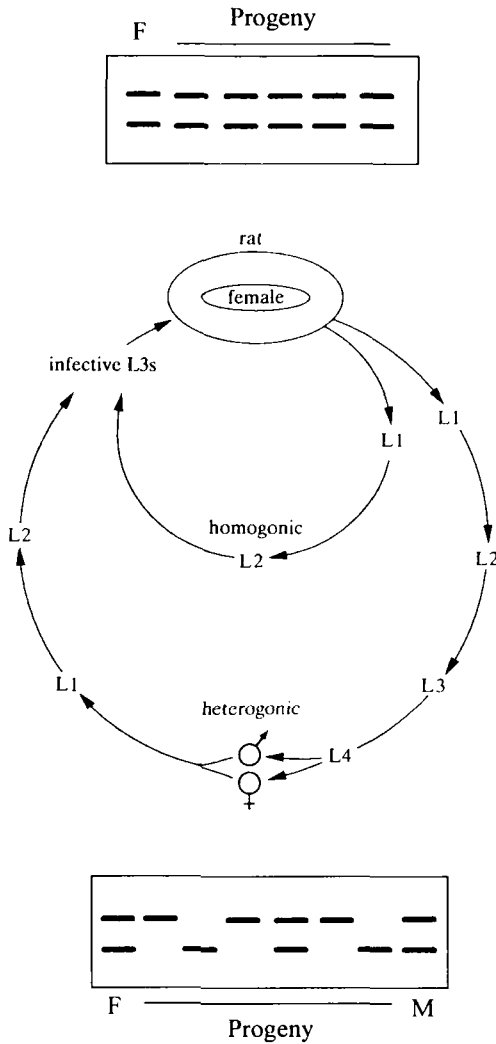 Progeny
F
rat
female
infective L3s
L1
L1
homogonic
L2
L2
L2
L1
L3
heterogonic
L4
F
M
Progeny